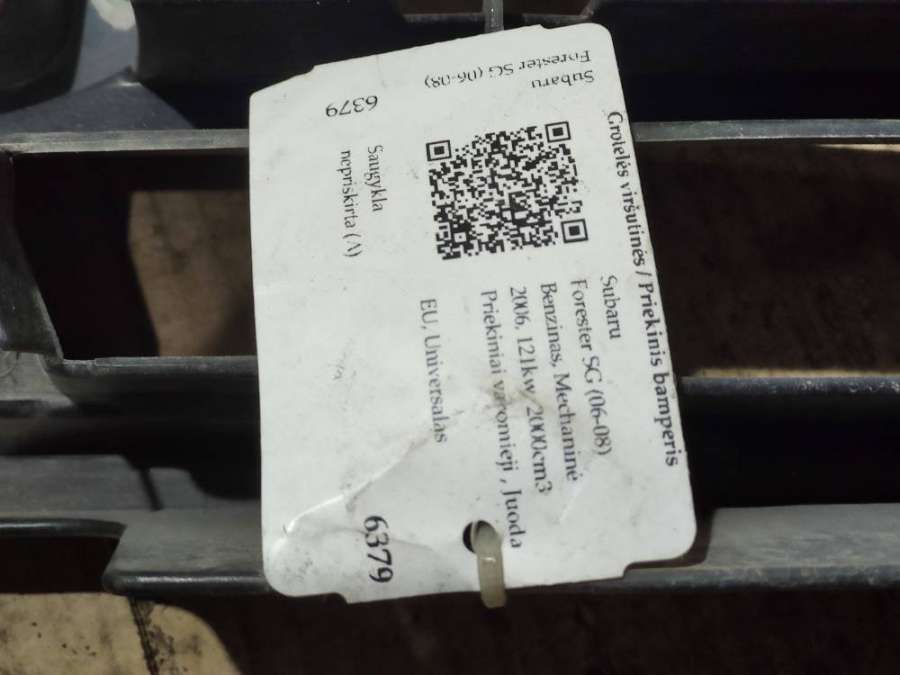 Grotelės viršutinės / Priekinis bamperis
Subaru
Forester SG (06-08)
Benzinas, Mechaninė
2006, 121kw, 2000cm3
Priekiniai varomieji , Juoda
EU, Universalas
Saugykla
nepriskirta (A)
6379
Subaru
Forester SG (06-08)
6379